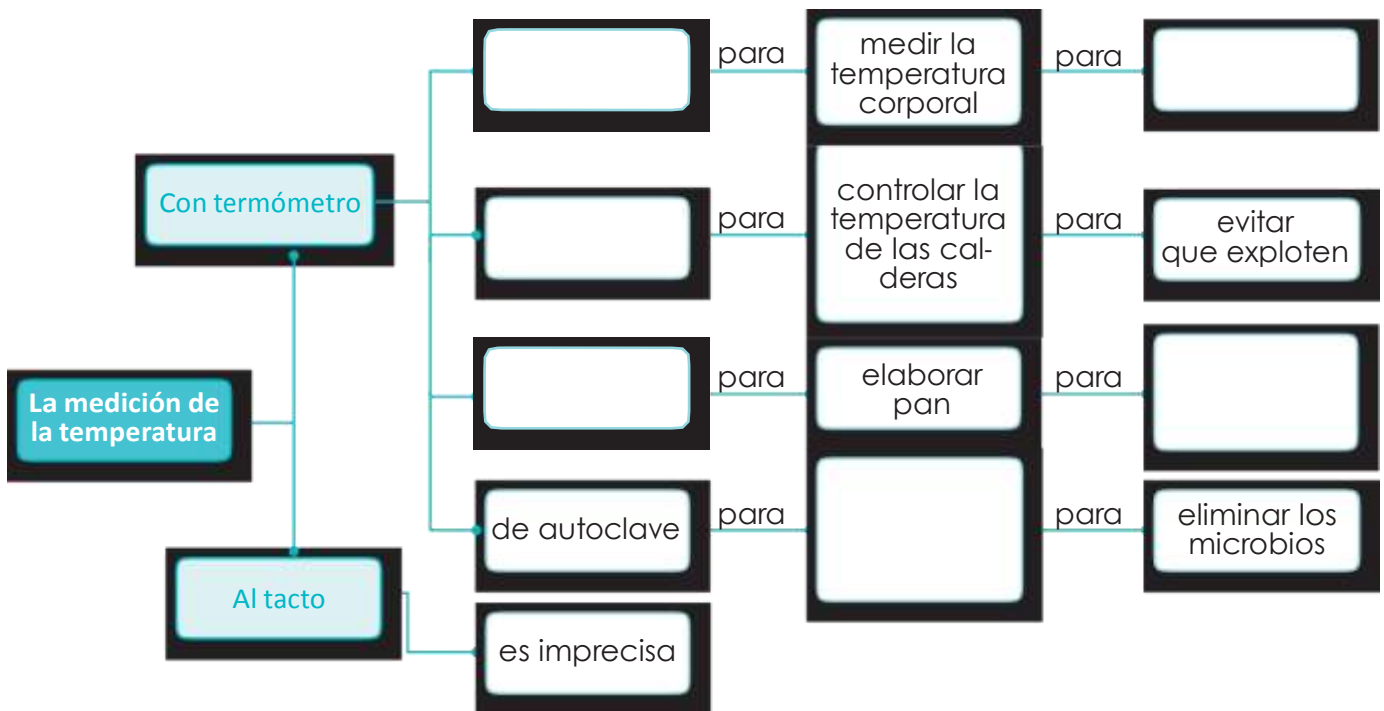 para
medir la
temperatura
corporal
para
Con termómetro
para
controlar la
temperatura
de las cal-
deras
para
evitar
que exploten
La medición de
la temperatura
para
elaborar
pan
para
de autoclave
para
para
eliminar los
microbios
Al tacto
es imprecisa